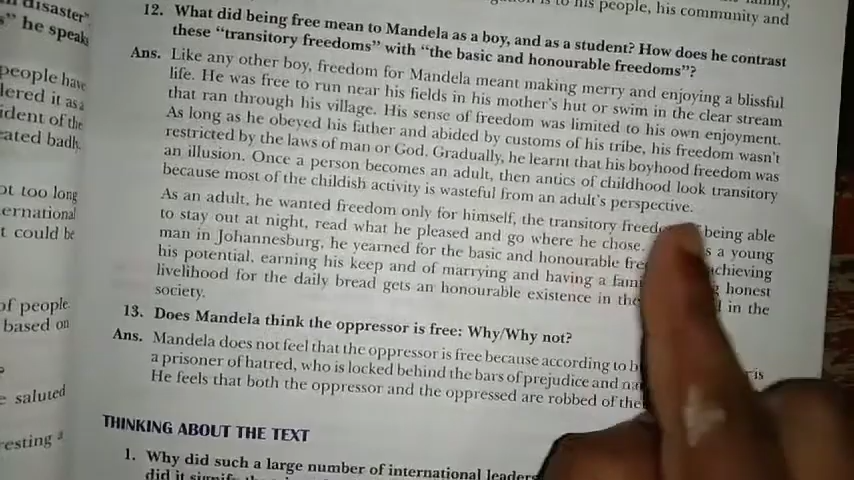 disaster"
" he speaks
people have
lered it as a
ident of the
eated badly.
ot too long
ernational
t could be
of people.
based on
e saluted
resting a
is to his people, his community and
12. What did being free mean to Mandela as a boy, and as a student? How does he contrast
these "transitory freedoms" with "the basic and honourable freedoms"?
Ans. Like any other boy, freedom for Mandela meant making merry and enjoying a blissful
life. He was free to run near his fields in his mother's hut or swim in the clear stream
that ran through his village. His sense of freedom was limited to his own enjoyment.
As long as he obeyed his father and abided by customs of his tribe, his freedom wasn't
restricted by the laws of man or God. Gradually, he learnt that his boyhood freedom was
an illusion. Once a person becomes an adult, then antics of childhood look transitory
because most of the childish activity is wasteful from an adult's perspective.
As an adult, he wanted freedom only for himself, the transitory being able
to stay out at night, read what he pleased and go where he chose. a young
man in Johannesburg, he yearned for the basic and honourable achieving
his potential, earning his keep and of marrying and having a honest
livelihood for the daily bread gets an honourable existence in the in the
society.
13. Does Mandela think the oppressor is free: Why/Why not?
Ans. Mandela does not feel that the oppressor is free because according to
a prisoner of hatred, who is locked behind the bars of prejudice and
He feels that both the oppressor and the oppressed are robbed of
THINKING ABOUT THE TEXT
1. Why did such a large number of international leaders
did it